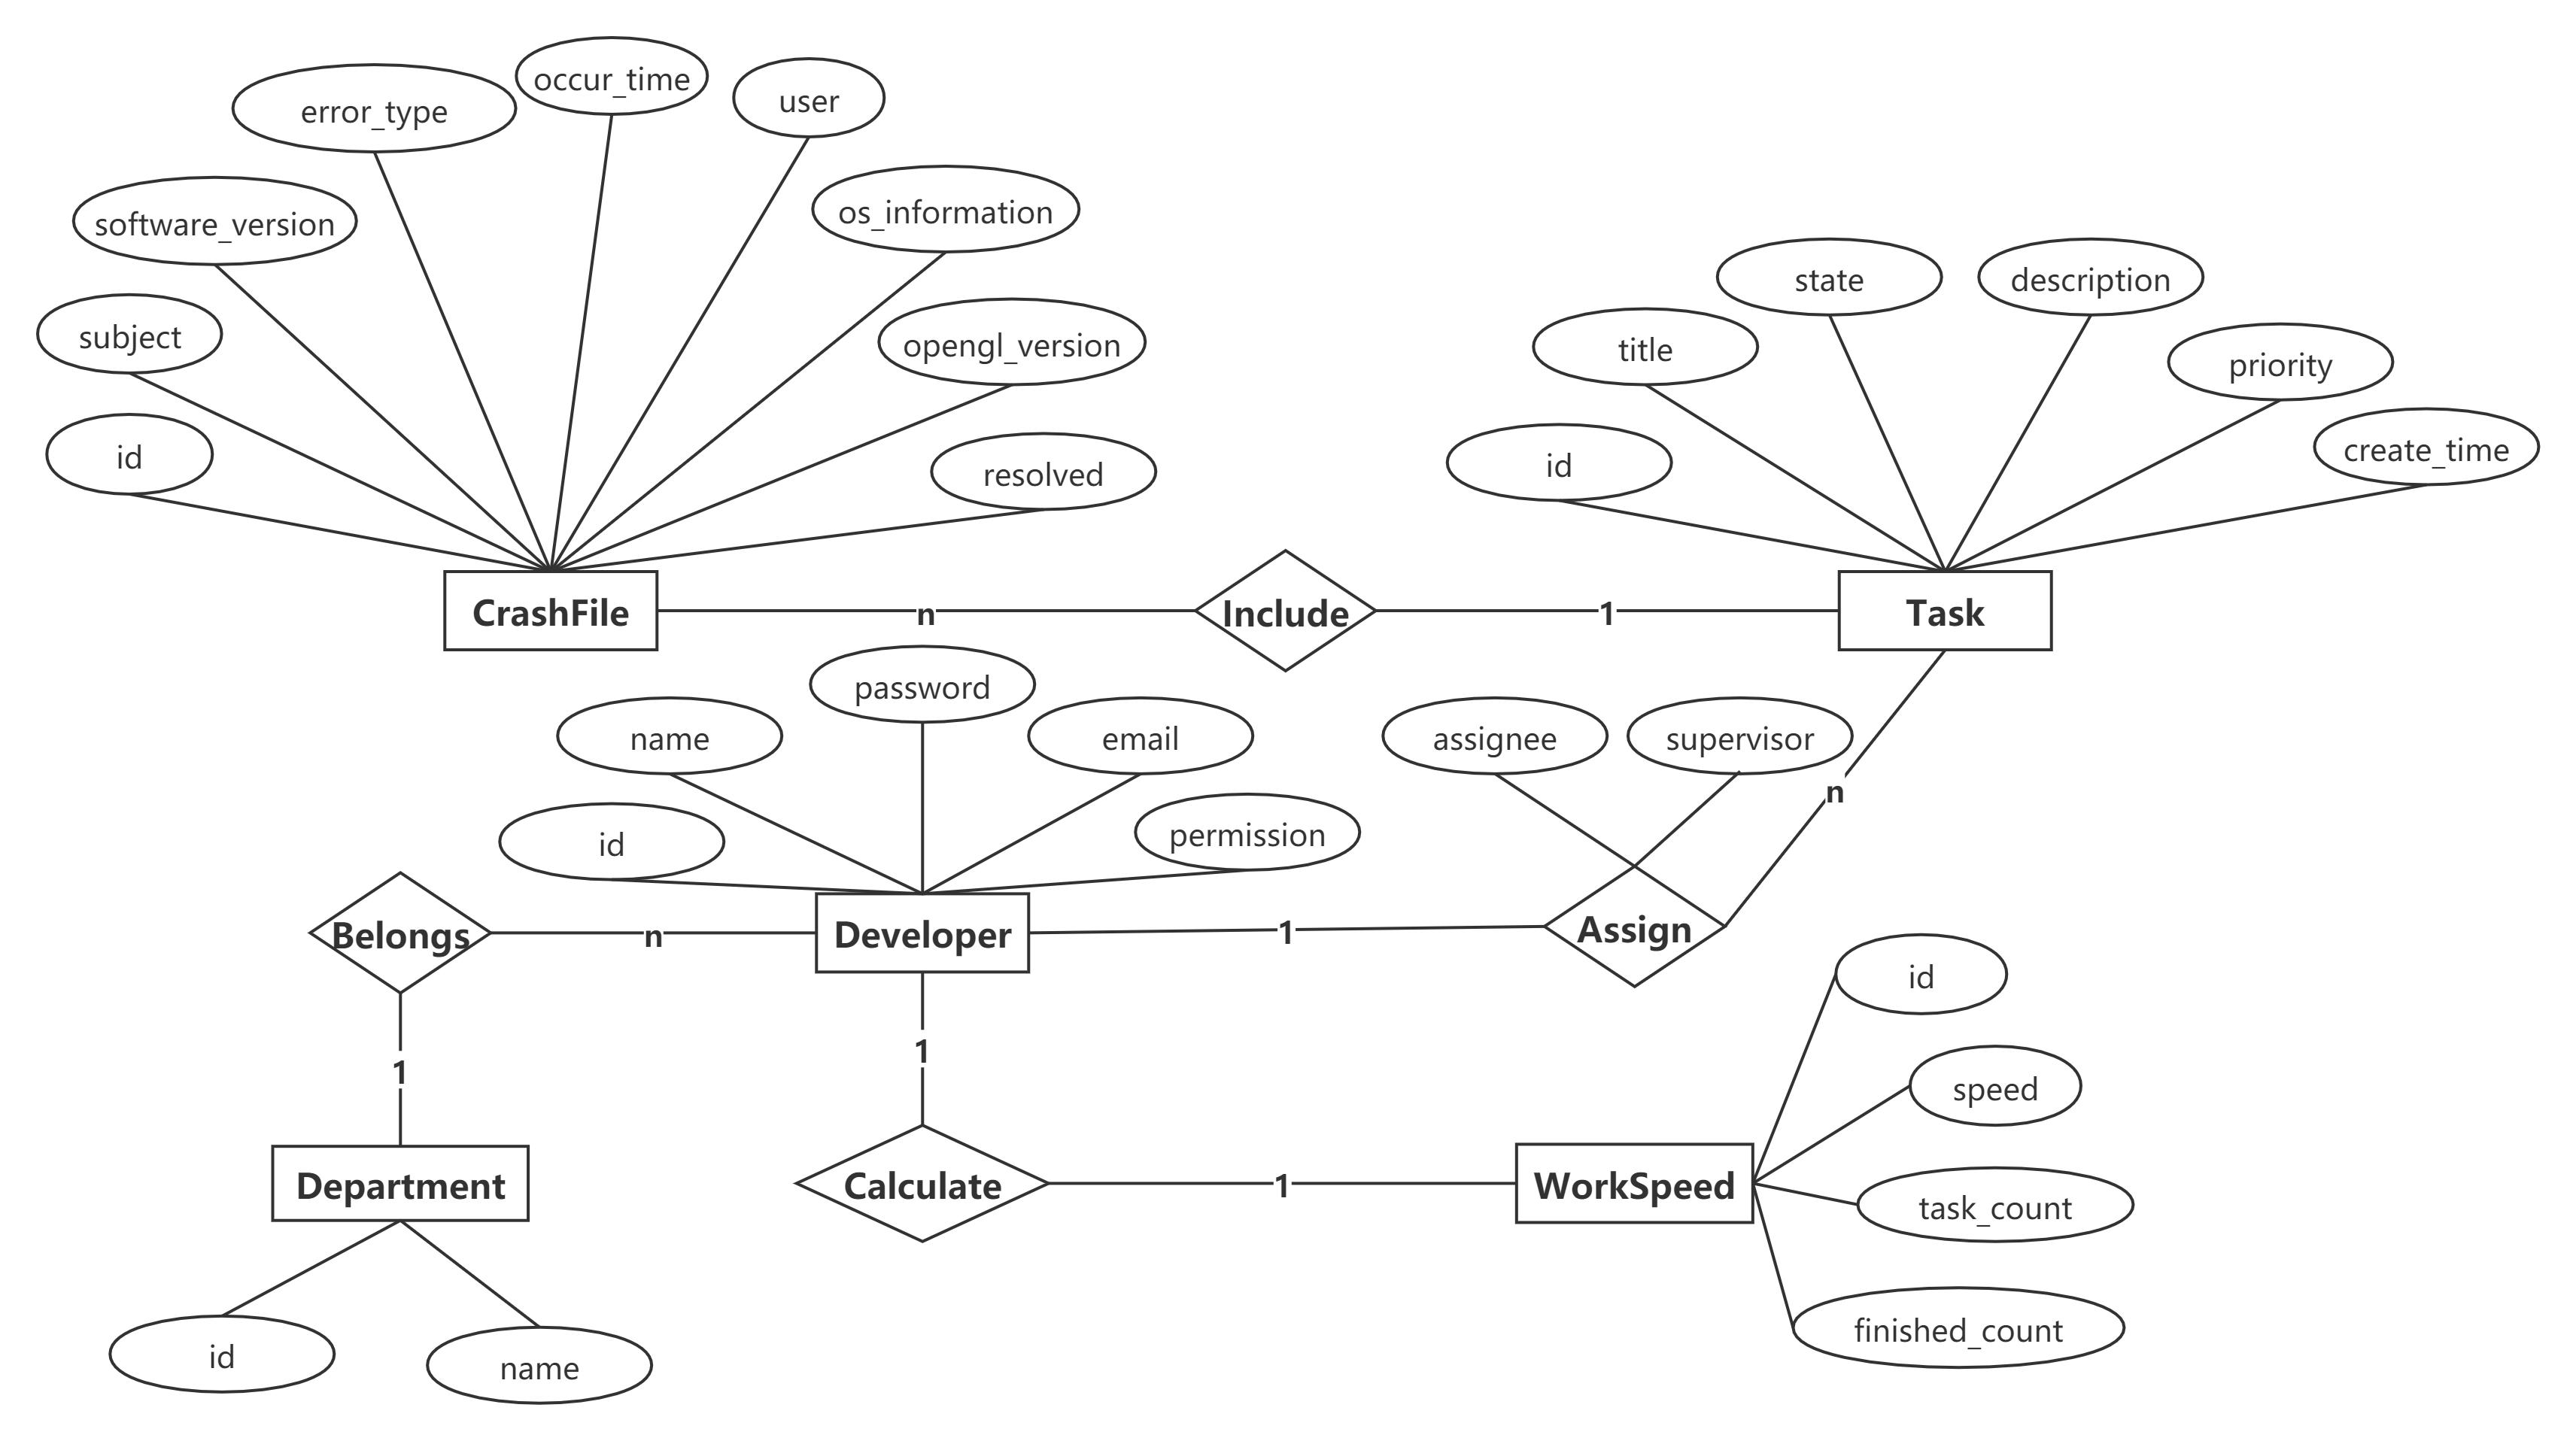 occur_time
user
error_type
os_information
software_version
state
description
subject
opengl_version
title
priority
id
resolved
id
create_time
CrashFile
n
Include
1
Task
password
name
email
assignee
supervisor
n
id
permission
Belongs
n
Developer
1
Assign
id
1
1
speed
Department
Calculate
1
WorkSpeed
task_count
finished_count
id
name